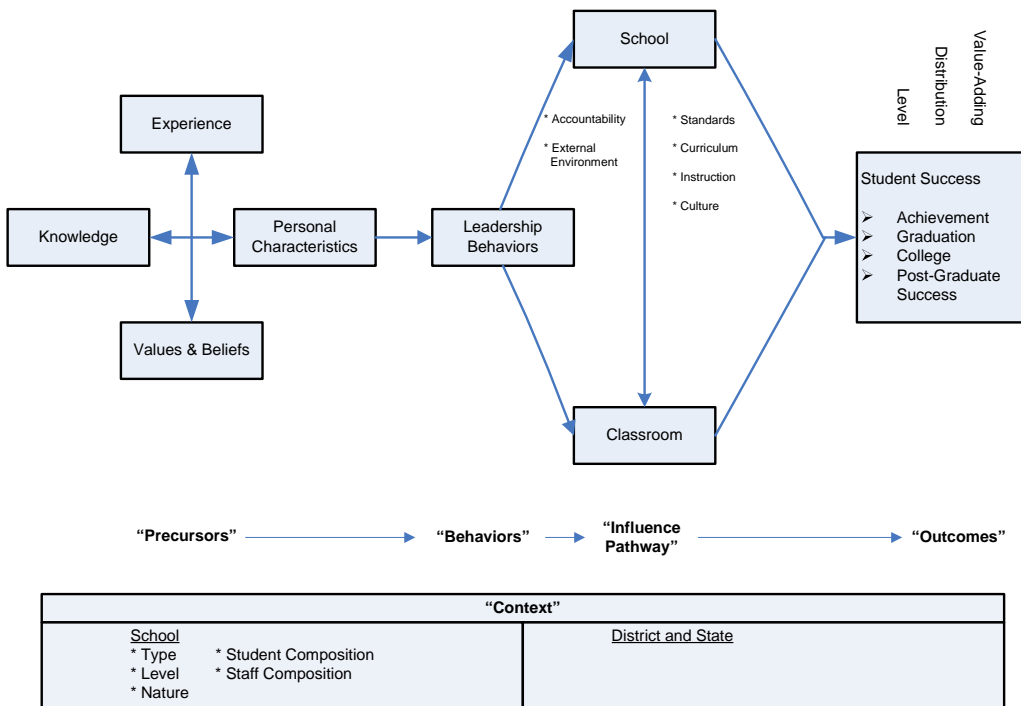 School
Value-Adding
Distribution
Level
Experience
* Accountability
* External
Environment
* Standards
* Curriculum
* Instruction
* Culture
Knowledge
Personal
Characteristics
Leadership
Behaviors
Student Success
➢ Achievement
➢ Graduation
➢ College
➢ Post-Graduate
Success
Values & Beliefs
Classroom
“Precursors”
“Behaviors”
“Influence
Pathway”
“Outcomes”
“Context”
School
* Type * Student Composition
* Level * Staff Composition
* Nature
District and State